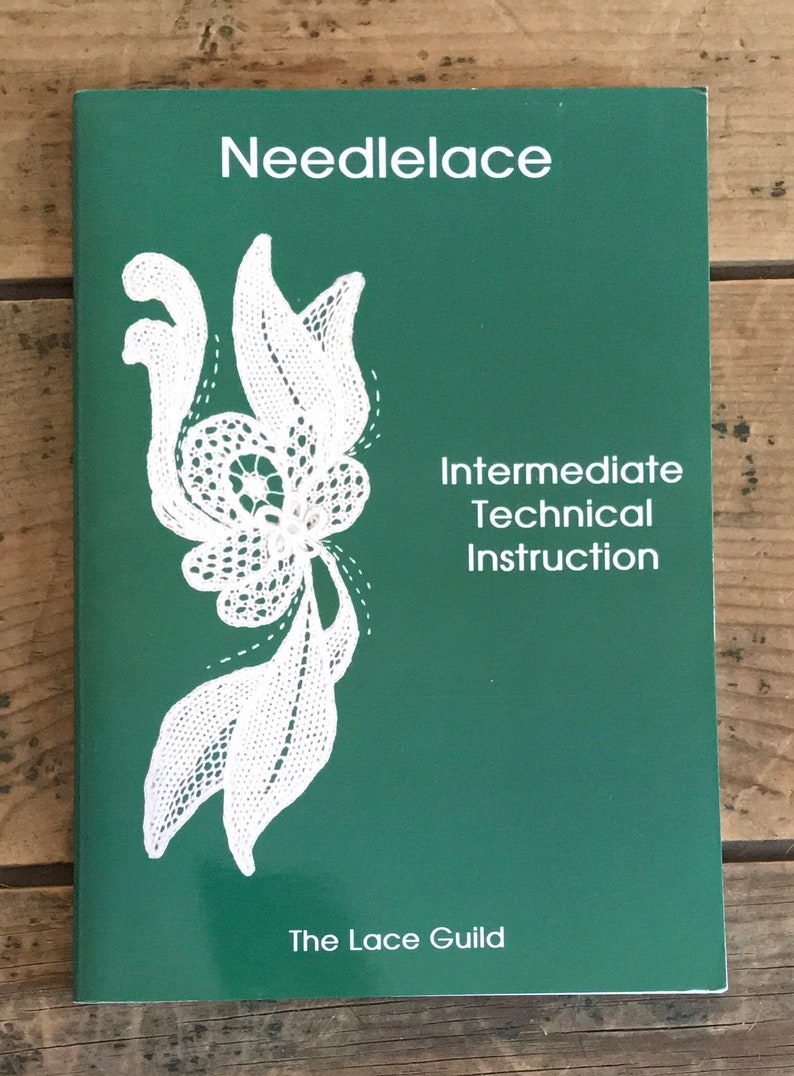 Needlelace
Intermediate
Technical
Instruction
The Lace Guild